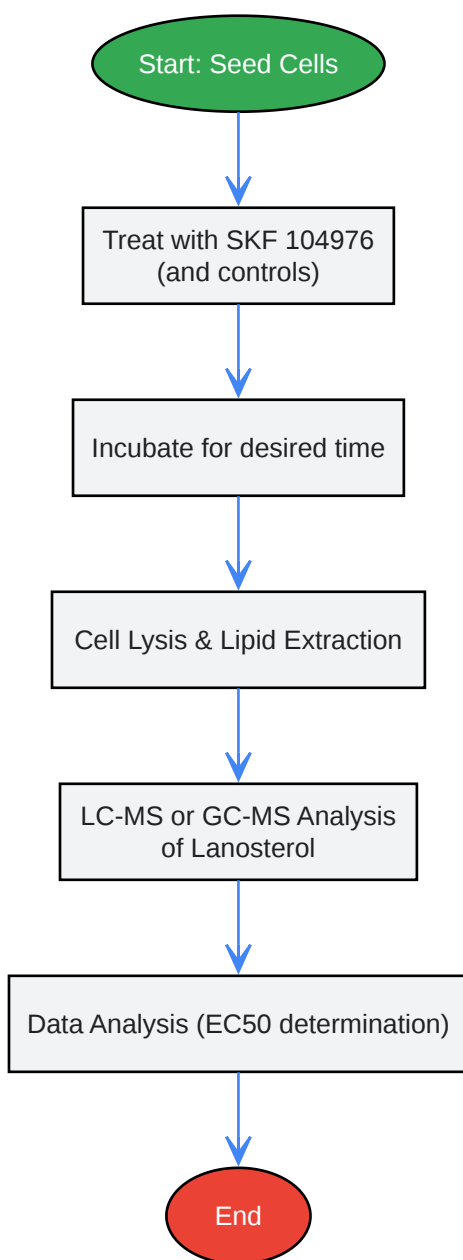 Start: Seed Cells
Treat with SKF 104976
(and controls)
Incubate for desired time
Cell Lysis & Lipid Extraction
LC-MS or GC-MS Analysis
of Lanosterol
Data Analysis (EC50 determination)
End